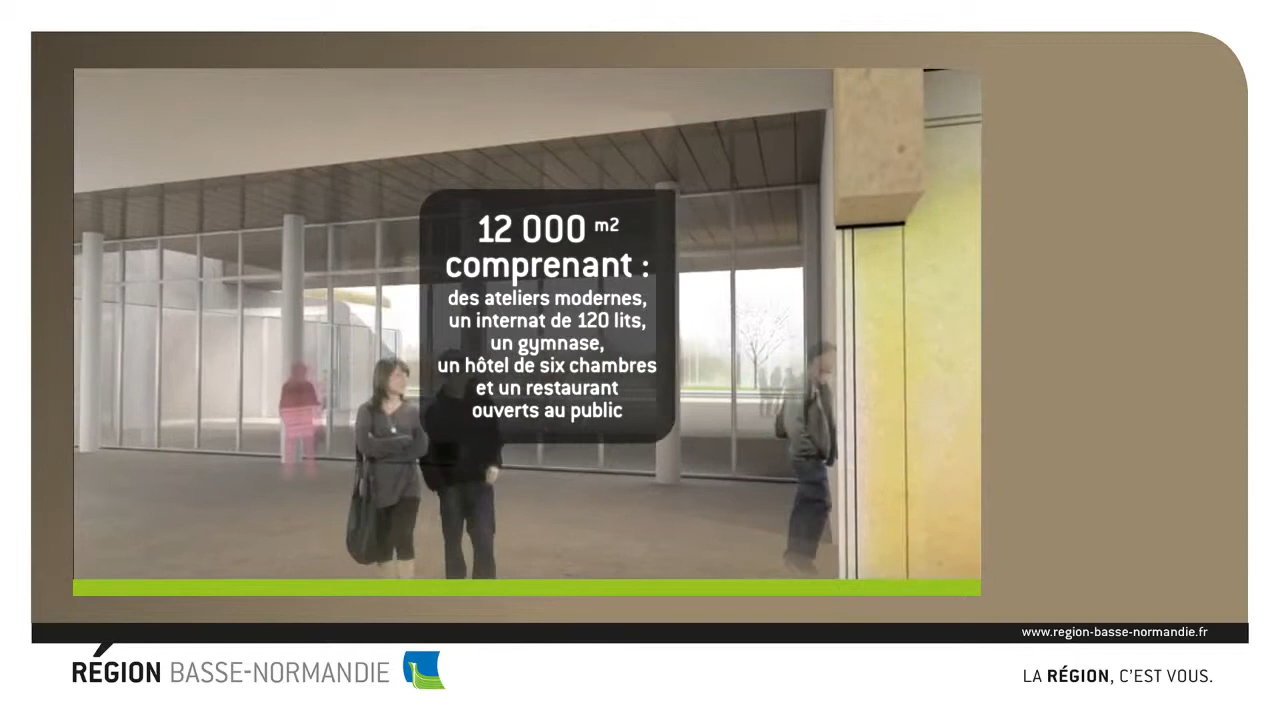 12 000 m2
comprenant :
des ateliers modernes,
un internat de 120 lits,
un gymnase,
un hôtel de six chambres
et un restaurant
ouverts au public
www.region-basse-normandie.fr
RÉGION BASSE-NORMANDIE
LA RÉGION, C'EST VOUS.